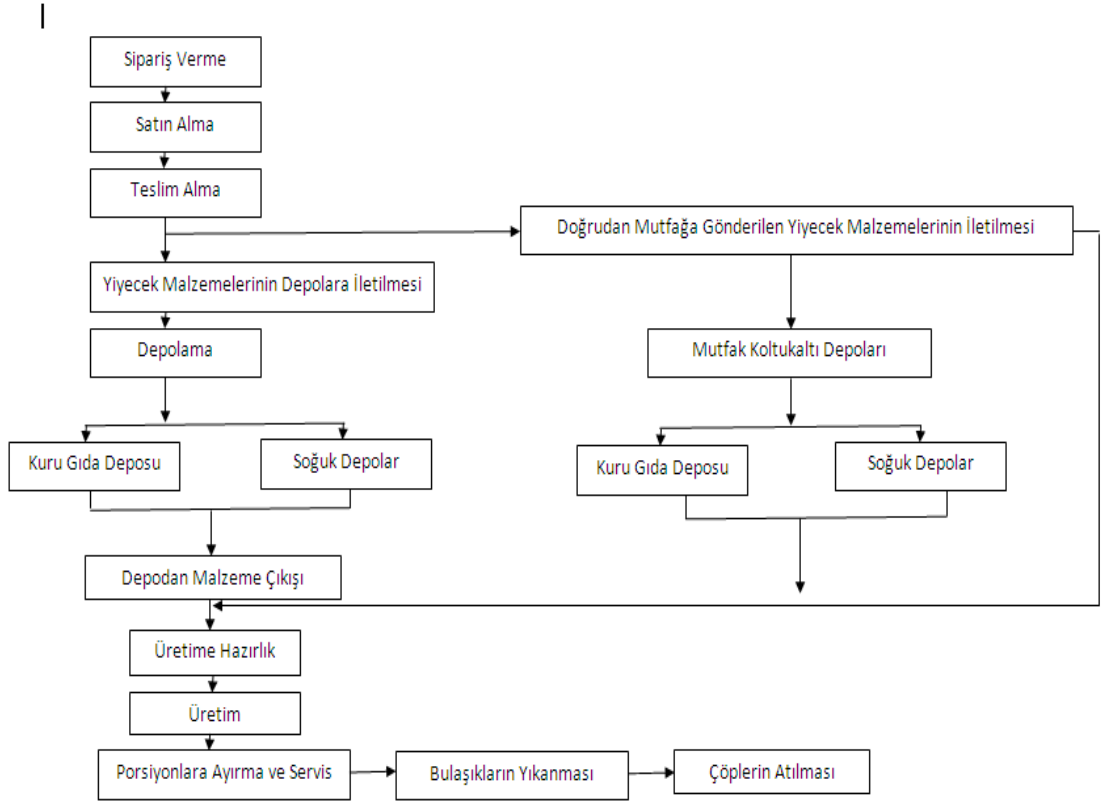 Sipariş Verme
Satın Alma
Teslim Alma
Doğrudan Mutfağa Gönderilen Yiyecek Malzemelerinin İletilmesi
Yiyecek Malzemelerinin Depolara İletilmesi
Depolama
Mutfak Koltukaltı Depoları
Kuru Gıda Deposu
Soğuk Depolar
Kuru Gıda Deposu
Soğuk Depolar
Depodan Malzeme Çıkışı
Üretime Hazırlık
Üretim
Porsiyonlara Ayırma ve Servis
Bulaşıkların Yıkanması
Çöplerin Atılması